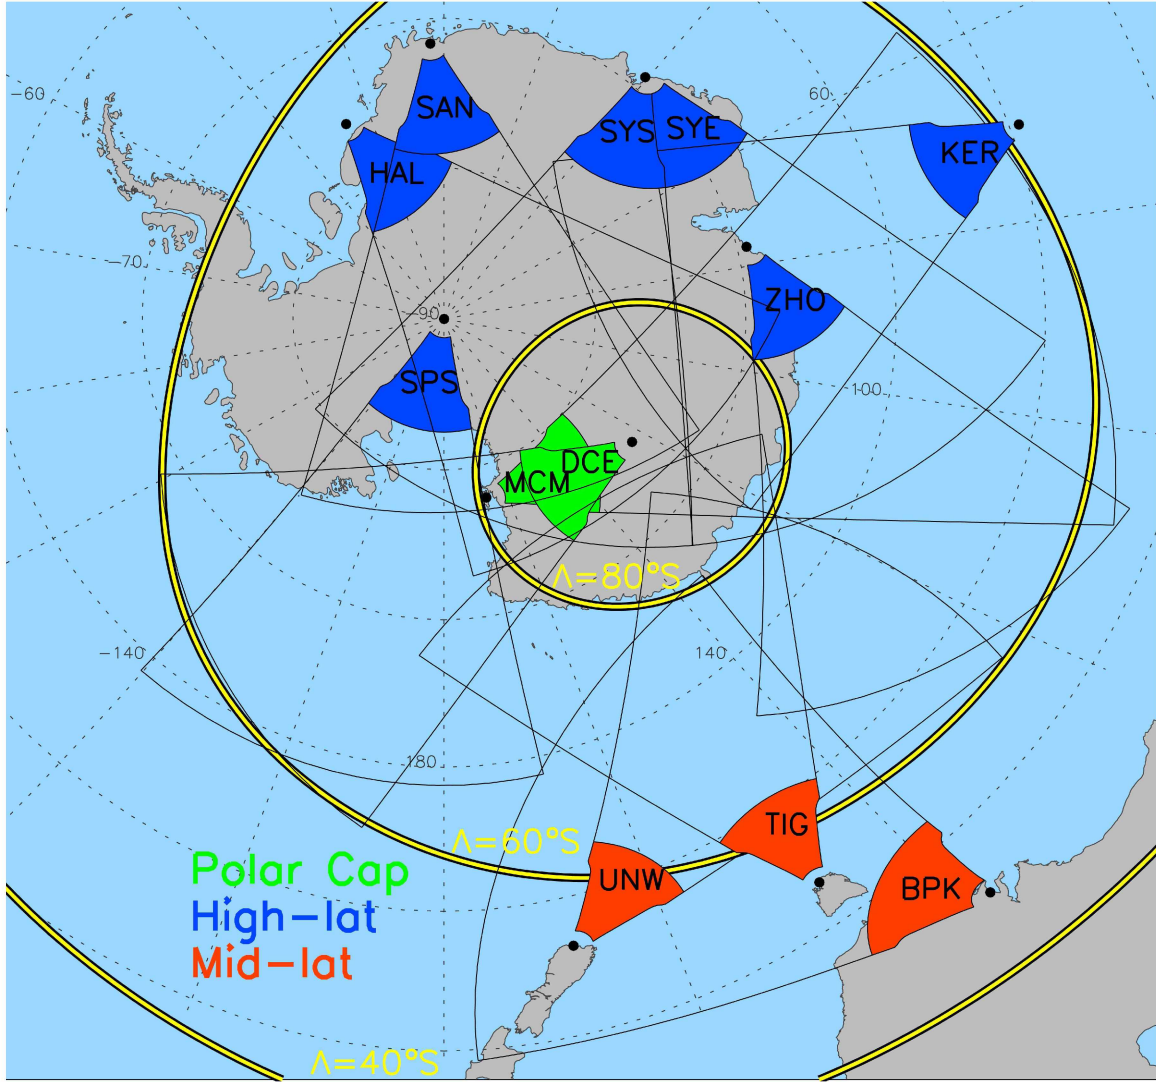 −60
60
SAN
SYS
SYE
KER
HAL
−70
ZHO
−90
SPS
100
DCE
MCM
Λ=80°S
−140
140
180
TIG
Λ=60°S
Polar Cap
UNW
BPK
High−lat
Mid−lat
Λ=40°S